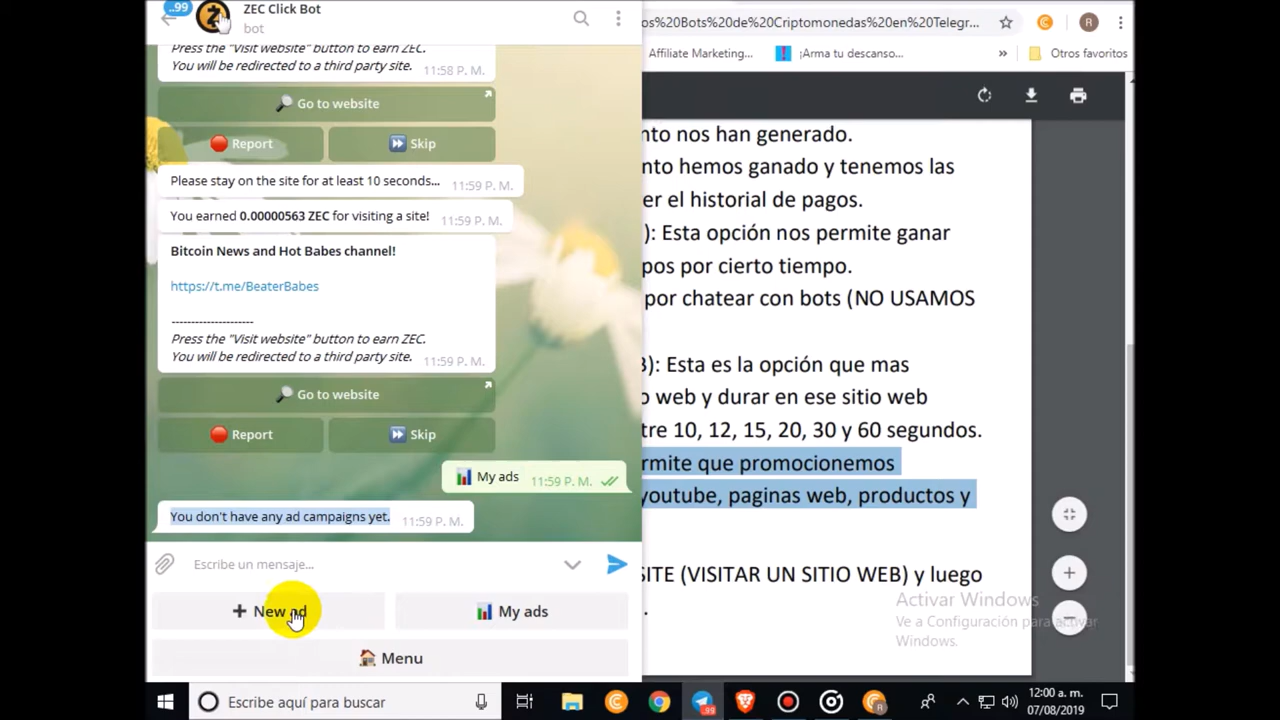 ..99
ZEC Click Bot
bot
Press the "Visit website" button to earn ZEC.
You will be redirected to a third party site. 11:58 P. M.
Go to website
Report
Skip
Please stay on the site for at least 10 seconds... 11:59 P. M.
You earned 0.00000563 ZEC for visiting a site! 11:59 P. M.
Bitcoin News and Hot Babes channel!
https://t.me/BeaterBabes
---------------------
Press the "Visit website" button to earn ZEC.
You will be redirected to a third party site. 11:59 P. M.
Go to website
Report
Skip
My ads 11:59 P. M.
You don't have any ad campaigns yet. 11:59 P. M.
Escribe un mensaje...
+ New ad
My ads
Menu
os%20Bots%20de%20Criptomonedas%20en%20Telegr...
R
Affiliate Marketing...
¡Arma tu descanso...
»
Otros favoritos
nto nos han generado.
nto hemos ganado y tenemos las
er el historial de pagos.
): Esta opción nos permite ganar
pos por cierto tiempo.
por chatear con bots (NO USAMOS
B): Esta es la opción que mas
o web y durar en ese sitio web
tre 10, 12, 15, 20, 30 y 60 segundos.
rmite que promocionemos
youtube, paginas web, productos y
SITE (VISITAR UN SITIO WEB) y luego
.
Activar Windows
Ve a Configuración para activar
Windows.
Escribe aquí para buscar
99
R
12:00 a. m.
07/08/2019